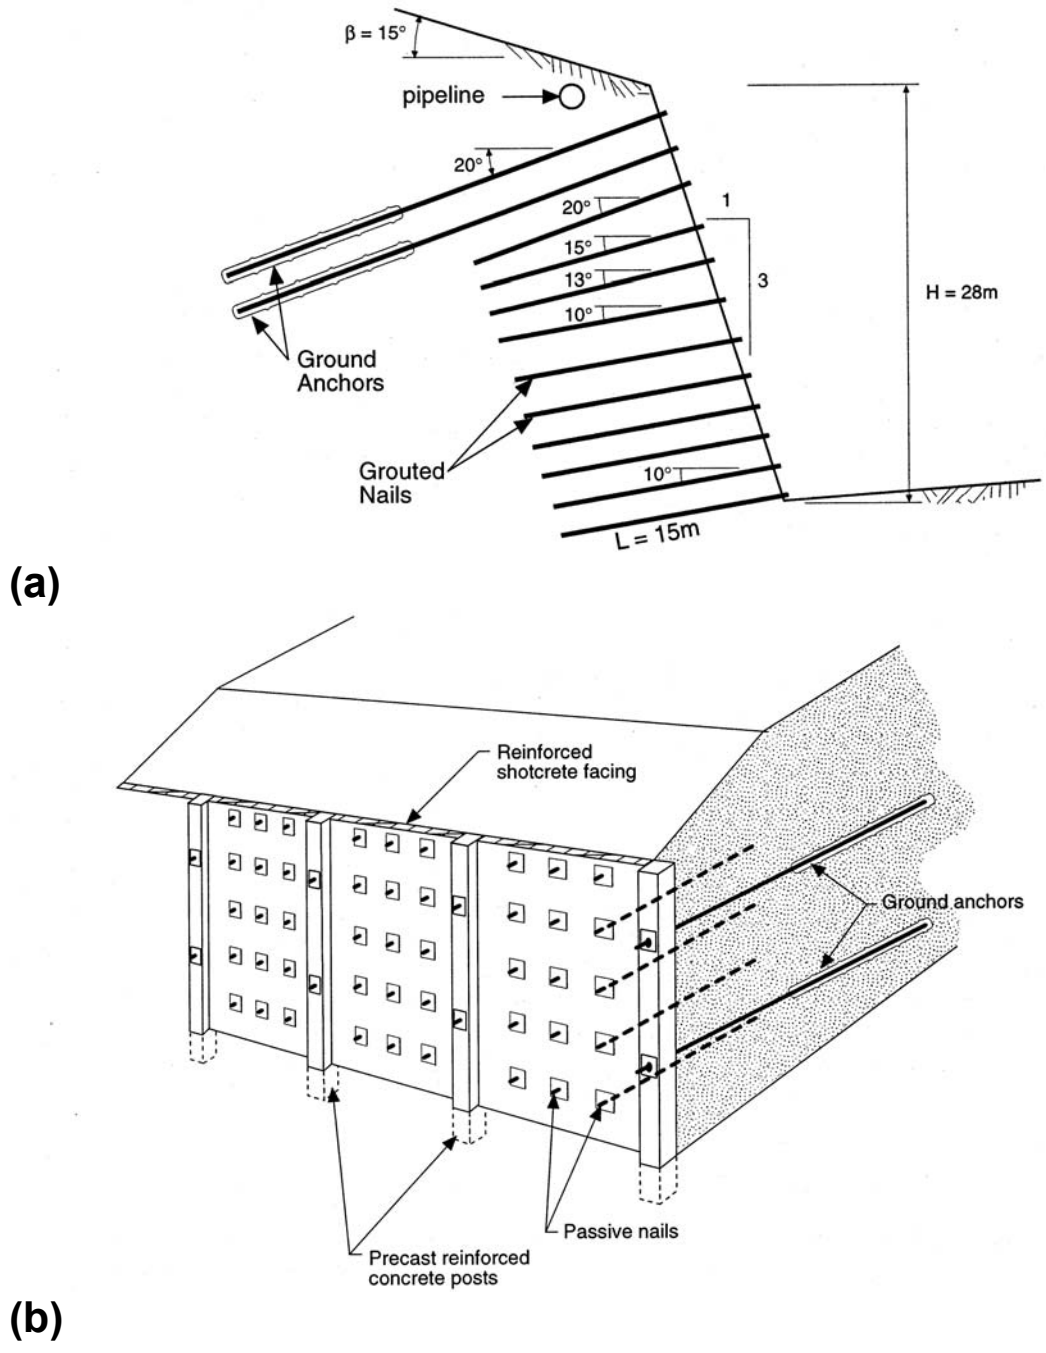 β = 15°
pipeline
20°
20°
1
15°
13°
3
10°
H = 28m
Ground
Anchors
Grouted
Nails
10°
L = 15m
(a)
Reinforced
shotcrete facing
Ground anchors
Passive nails
Precast reinforced
concrete posts
(b)